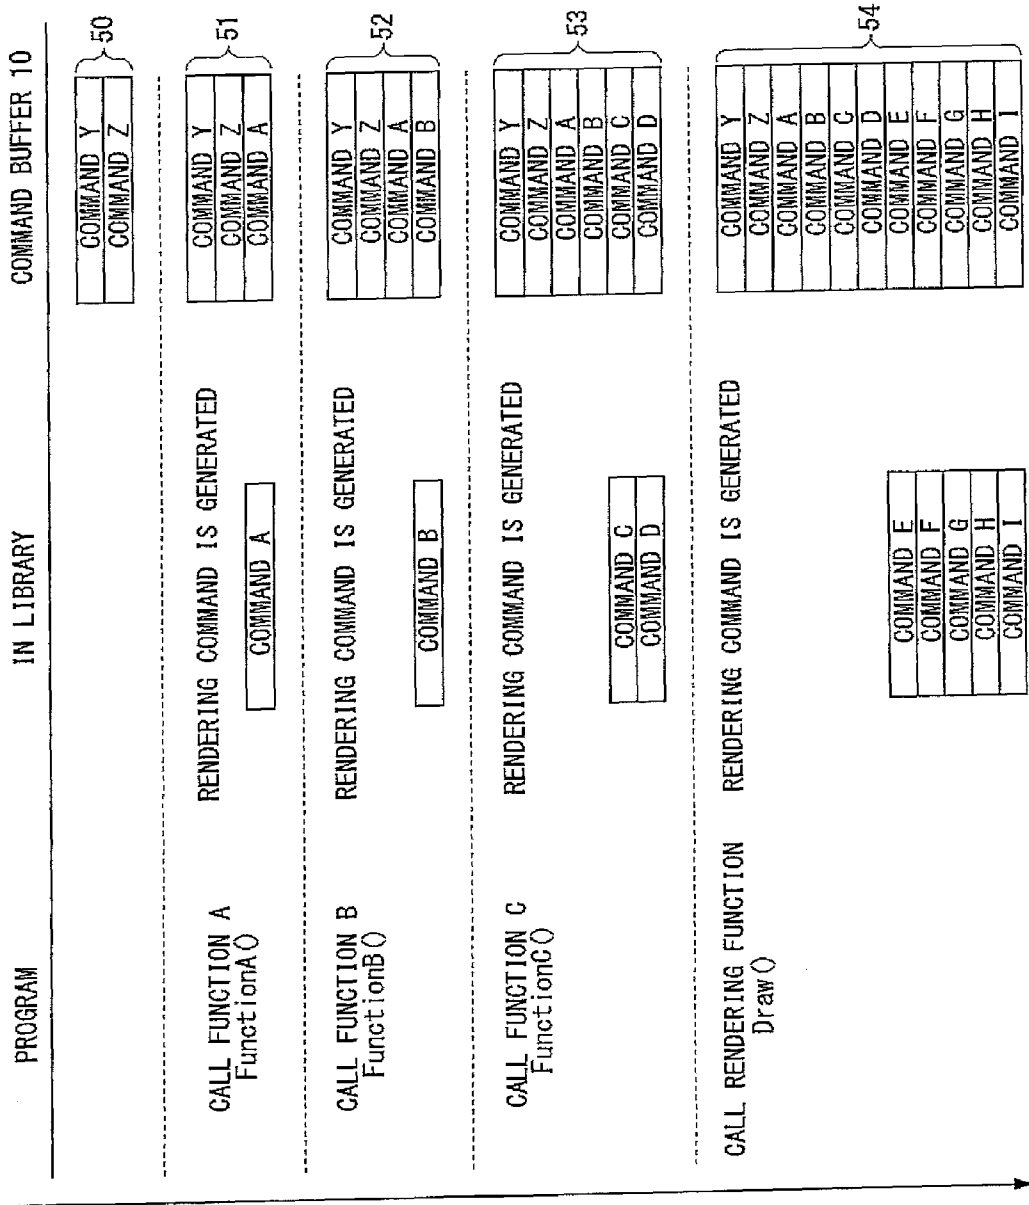 PROGRAM
IN LIBRARY
COMMAND BUFFER 10
COMMAND Y
COMMAND Z
50
CALL FUNCTION A
FunctionA()
RENDERING COMMAND IS GENERATED
COMMAND A
COMMAND Y
COMMAND Z
COMMAND A
51
CALL FUNCTION B
FunctionB()
RENDERING COMMAND IS GENERATED
COMMAND B
COMMAND Y
COMMAND Z
COMMAND A
COMMAND B
52
CALL FUNCTION C
FunctionC()
RENDERING COMMAND IS GENERATED
COMMAND C
COMMAND D
COMMAND Y
COMMAND Z
COMMAND A
COMMAND B
COMMAND C
COMMAND D
53
CALL RENDERING FUNCTION
Draw()
RENDERING COMMAND IS GENERATED
COMMAND E
COMMAND F
COMMAND G
COMMAND H
COMMAND I
COMMAND Y
COMMAND Z
COMMAND A
COMMAND B
COMMAND C
COMMAND D
COMMAND E
COMMAND F
COMMAND G
COMMAND H
COMMAND I
54